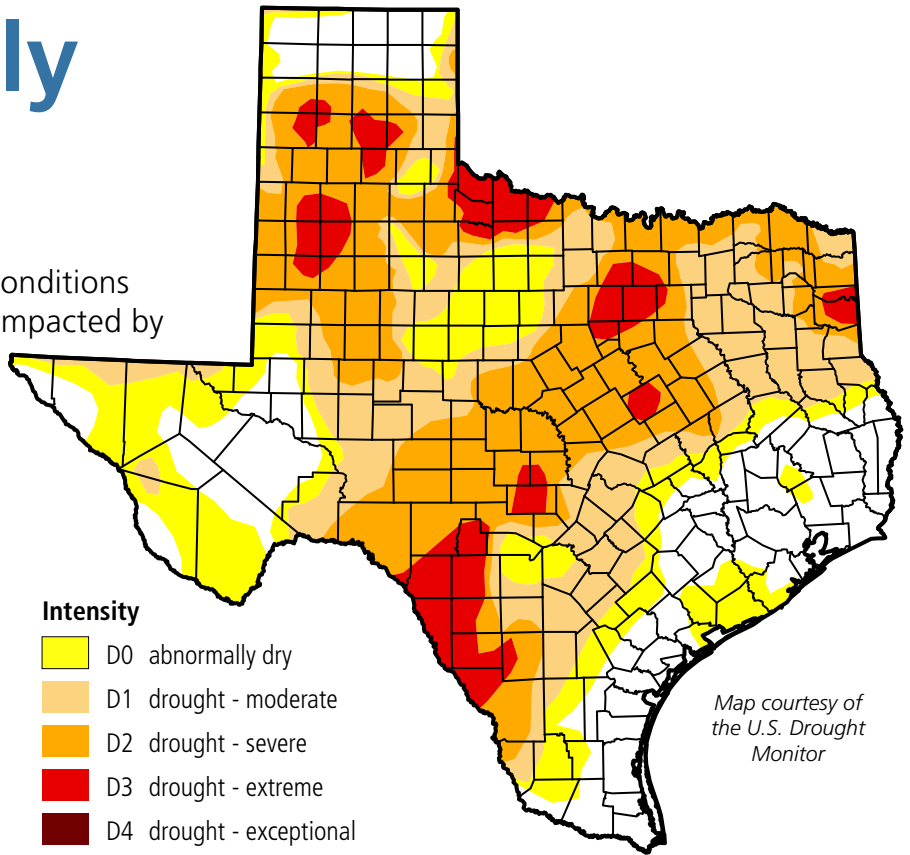 ly
onditions
mpacted by
Intensity
D0 abnormally dry
D1 drought - moderate
D2 drought - severe
D3 drought - extreme
D4 drought - exceptional
Map courtesy of
the U.S. Drought
Monitor